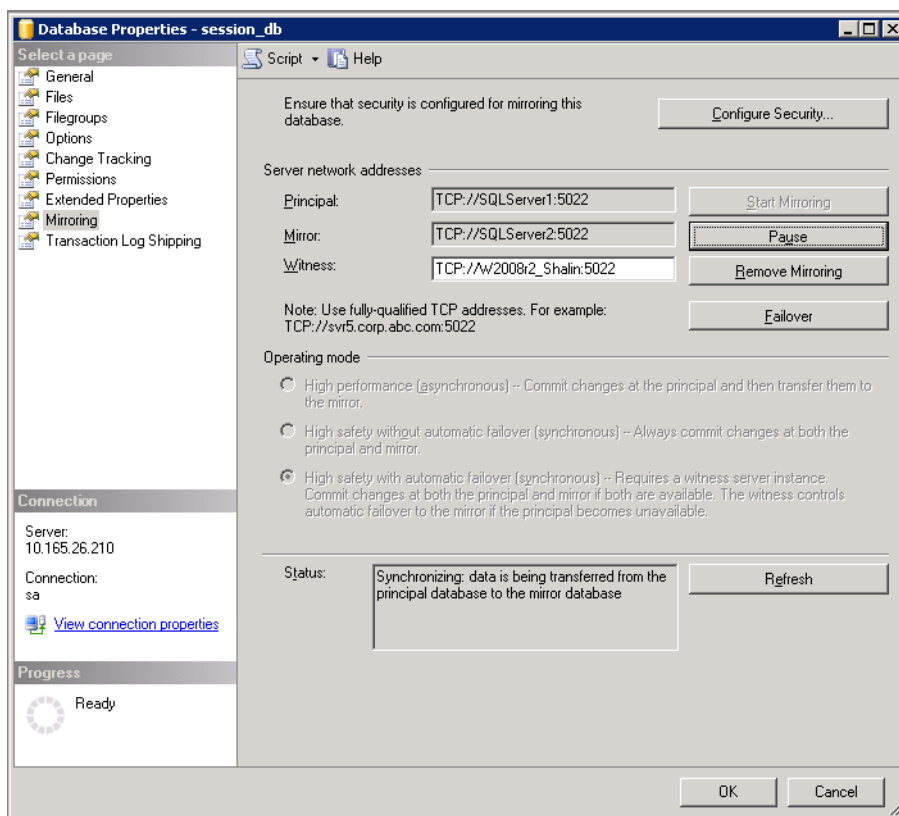 Database Properties - session_db
Select a page
General
Files
Filegroups
Options
Change Tracking
Permissions
Extended Properties
Mirroring
Transaction Log Shipping
Connection
Server:
10.165.26.210
Connection:
sa
View connection properties
Progress
Ready
Script
Help
Ensure that security is configured for mirroring this
database.
Configure Security...
Server network addresses
Principal:
TCP://SQLServer1:5022
Start Mirroring
Mirror:
TCP://SQLServer2:5022
Pause
Witness:
TCP://W2008r2_Shalin:5022
Remove Mirroring
Note: Use fully-qualified TCP addresses. For example:
TCP://svr5.corp.abc.com:5022
Failover
Operating mode
High performance (asynchronous) -- Commit changes at the principal and then transfer them to
the mirror.
High safety without automatic failover (synchronous) -- Always commit changes at both the
principal and mirror.
High safety with automatic failover (synchronous) -- Requires a witness server instance.
Commit changes at both the principal and mirror if both are available. The witness controls
automatic failover to the mirror if the principal becomes unavailable.
Status:
Synchronizing: data is being transferred from the
principal database to the mirror database
Refresh
OK
Cancel